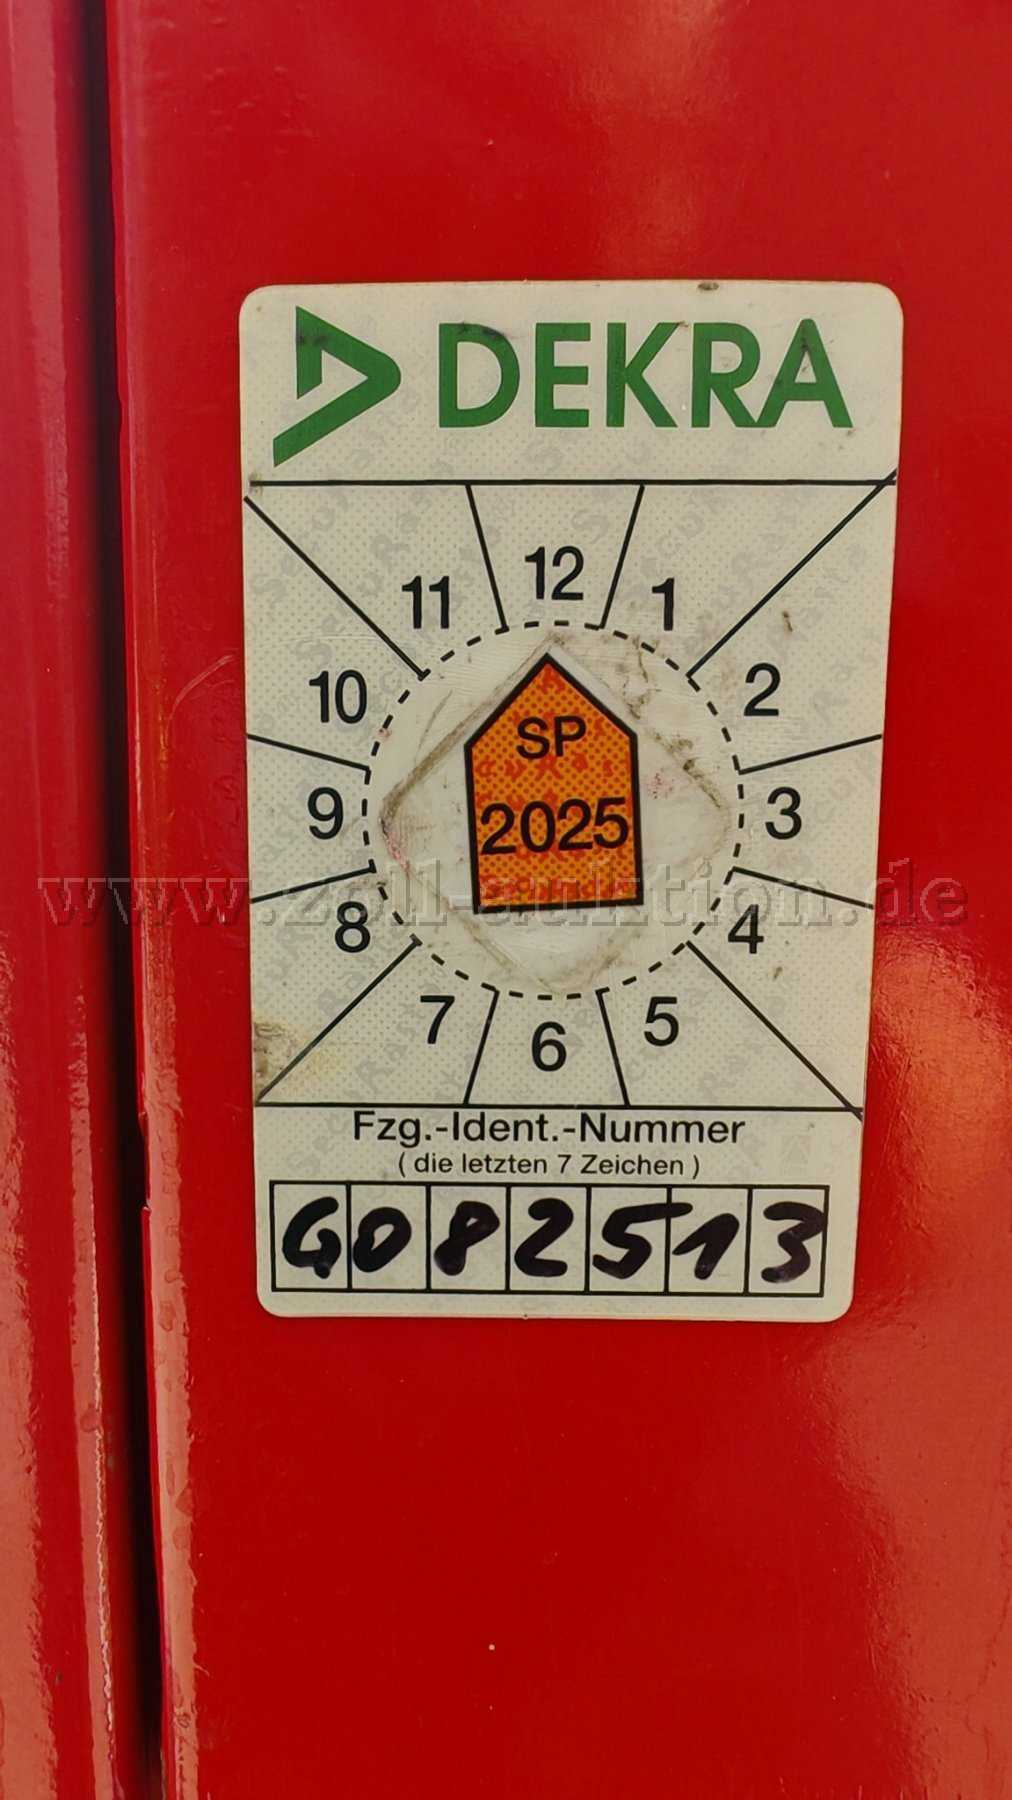 DEKRA
12
11
1
10
2
SP
9
2025
3
www.zoll-auktion.de
8
4
7
5
6
Fzg.-Ident.-Nummer
( die letzten 7 Zeichen )
G082513